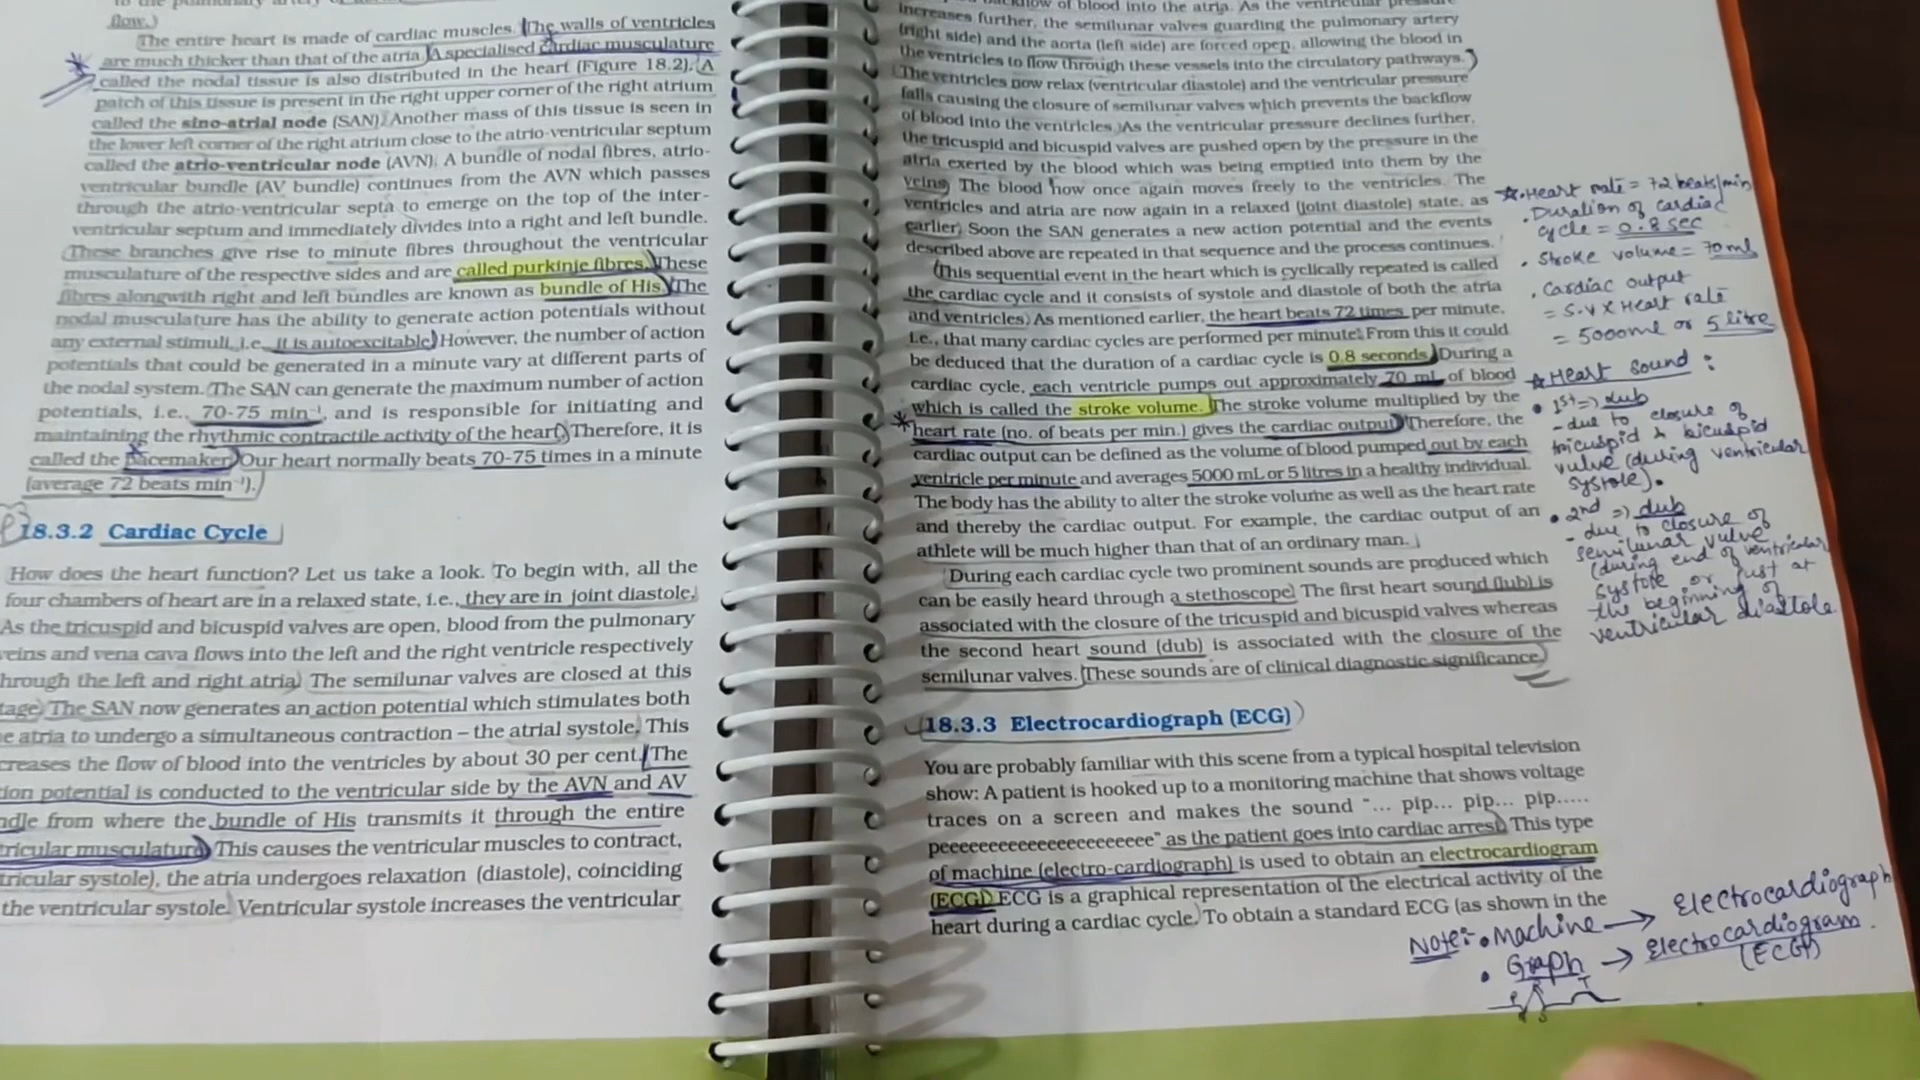 to the pulmonary artery
flow.)
The entire heart is made of cardiac muscles. The walls of ventricles
are much thicker than that of the atria. A specialised cardiac musculature
called the nodal tissue is also distributed in the heart (Figure 18.2). A
patch of this tissue is present in the right upper corner of the right atrium
called the sino-atrial node (SAN). Another mass of this tissue is seen in
the lower left corner of the right atrium close to the atrio-ventricular septum
called the atrio-ventricular node (AVN). A bundle of nodal fibres, atrio-
ventricular bundle (AV bundle) continues from the AVN which passes
through the atrio-ventricular septa to emerge on the top of the inter-
ventricular septum and immediately divides into a right and left bundle.
These branches give rise to minute fibres throughout the ventricular
musculature of the respective sides and are called purkinje fibres. These
fibres alongwith right and left bundles are known as bundle of His. The
nodal musculature has the ability to generate action potentials without
any external stimuli, i.e., it is autoexcitable. However, the number of action
potentials that could be generated in a minute vary at different parts of
the nodal system. The SAN can generate the maximum number of action
potentials, i.e., 70-75 min⁻¹, and is responsible for initiating and
maintaining the rhythmic contractile activity of the heart. Therefore, it is
called the pacemaker. Our heart normally beats 70-75 times in a minute
(average 72 beats min⁻¹).
18.3.2 Cardiac Cycle
How does the heart function? Let us take a look. To begin with, all the
four chambers of heart are in a relaxed state, i.e., they are in joint diastole.
As the tricuspid and bicuspid valves are open, blood from the pulmonary
veins and vena cava flows into the left and the right ventricle respectively
hrough the left and right atria. The semilunar valves are closed at this
tage. The SAN now generates an action potential which stimulates both
e atria to undergo a simultaneous contraction – the atrial systole. This
creases the flow of blood into the ventricles by about 30 per cent. The
ion potential is conducted to the ventricular side by the AVN and AV
ndle from where the bundle of His transmits it through the entire
tricular musculature. This causes the ventricular muscles to contract,
tricular systole), the atria undergoes relaxation (diastole), coinciding
the ventricular systole. Ventricular systole increases the ventricular
of blood into the atria. As the ventricular pressure
increases further, the semilunar valves guarding the pulmonary artery
(right side) and the aorta (left side) are forced open, allowing the blood in
the ventricles to flow through these vessels into the circulatory pathways.
The ventricles now relax (ventricular diastole) and the ventricular pressure
falls causing the closure of semilunar valves which prevents the backflow
of blood into the ventricles. As the ventricular pressure declines further,
the tricuspid and bicuspid valves are pushed open by the pressure in the
atria exerted by the blood which was being emptied into them by the
veins. The blood now once again moves freely to the ventricles. The
ventricles and atria are now again in a relaxed (joint diastole) state, as
earlier. Soon the SAN generates a new action potential and the events
described above are repeated in that sequence and the process continues.
This sequential event in the heart which is cyclically repeated is called
the cardiac cycle and it consists of systole and diastole of both the atria
and ventricles. As mentioned earlier, the heart beats 72 times per minute,
i.e., that many cardiac cycles are performed per minute. From this it could
be deduced that the duration of a cardiac cycle is 0.8 seconds. During a
cardiac cycle, each ventricle pumps out approximately 70 mL of blood
which is called the stroke volume. The stroke volume multiplied by the
heart rate (no. of beats per min.) gives the cardiac output. Therefore, the
cardiac output can be defined as the volume of blood pumped out by each
ventricle per minute and averages 5000 mL or 5 litres in a healthy individual.
The body has the ability to alter the stroke volume as well as the heart rate
and thereby the cardiac output. For example, the cardiac output of an
athlete will be much higher than that of an ordinary man.
During each cardiac cycle two prominent sounds are produced which
can be easily heard through a stethoscope. The first heart sound (lub) is
associated with the closure of the tricuspid and bicuspid valves whereas
the second heart sound (dub) is associated with the closure of the
semilunar valves. These sounds are of clinical diagnostic significance.
18.3.3 Electrocardiograph (ECG)
You are probably familiar with this scene from a typical hospital television
show: A patient is hooked up to a monitoring machine that shows voltage
traces on a screen and makes the sound "... pip... pip... pip.....
peeeeeeeeeeeeeeeeeeeeee" as the patient goes into cardiac arrest. This type
of machine (electro-cardiograph) is used to obtain an electrocardiogram
(ECG). ECG is a graphical representation of the electrical activity of the
heart during a cardiac cycle. To obtain a standard ECG (as shown in the
Heart rate = 72 beats/min
. Duration of cardiac
cycle = 0.8 sec
. Stroke volume = 70 ml
. Cardiac output
= S.V X Heart rate
= 5000ml or 5 litre
Heart Sound :
• 1st => lub
- due to closure of
tricuspid & bicuspid
valve (during ventricular
systole).
• 2nd => dub
- due to closure of
semilunar valve
(during end of ventricular
systole or just at
the beginning of
ventricular diastole
Note:- • Machine → Electrocardiograph
• Graph → Electrocardiogram.
(ECG)